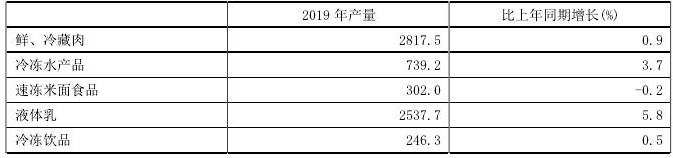 2019 年产量 比上年同期增长(%)
鲜、冷藏肉 2817.5 0.9
冷冻水产品 739.2 3.7
速冻米面食品 302.0 -0.2
液体乳 2537.7 5.8
冷冻饮品 246.3 0.5